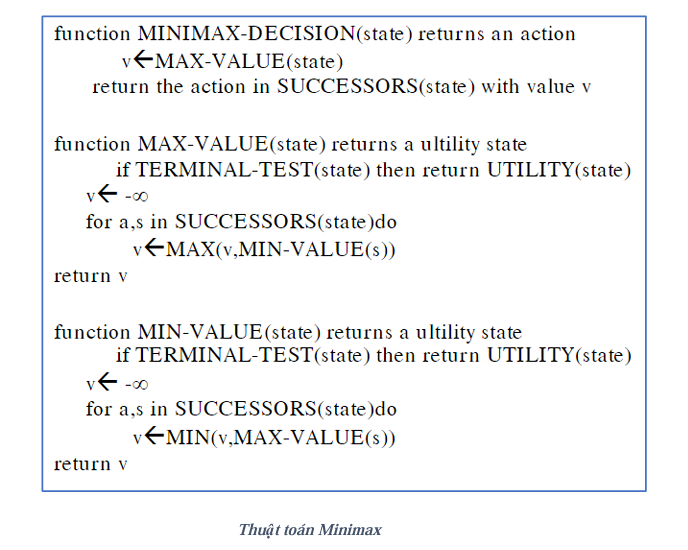 function MINIMAX-DECISION(state) returns an action
v←MAX-VALUE(state)
return the action in SUCCESSORS(state) with value v
function MAX-VALUE(state) returns a ultility state
if TERMINAL-TEST(state) then return UTILITY(state)
v← -∞
for a,s in SUCCESSORS(state)do
v←MAX(v,MIN-VALUE(s))
return v
function MIN-VALUE(state) returns a ultility state
if TERMINAL-TEST(state) then return UTILITY(state)
v← -∞
for a,s in SUCCESSORS(state)do
v←MIN(v,MAX-VALUE(s))
return v
Thuật toán Minimax